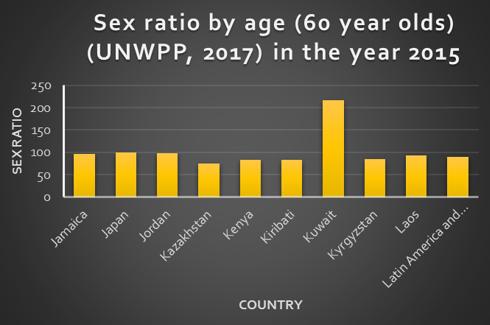 Sex ratio by age (60 year olds)
(UNWPP, 2017) in the year 2015
250
200
150
100
50
0
SEX RATIO
Jamaica
Japan
Jordan
Kazakhstan
Kenya
Kiribati
Kuwait
Kyrgyzstan
Laos
Latin America and...
COUNTRY